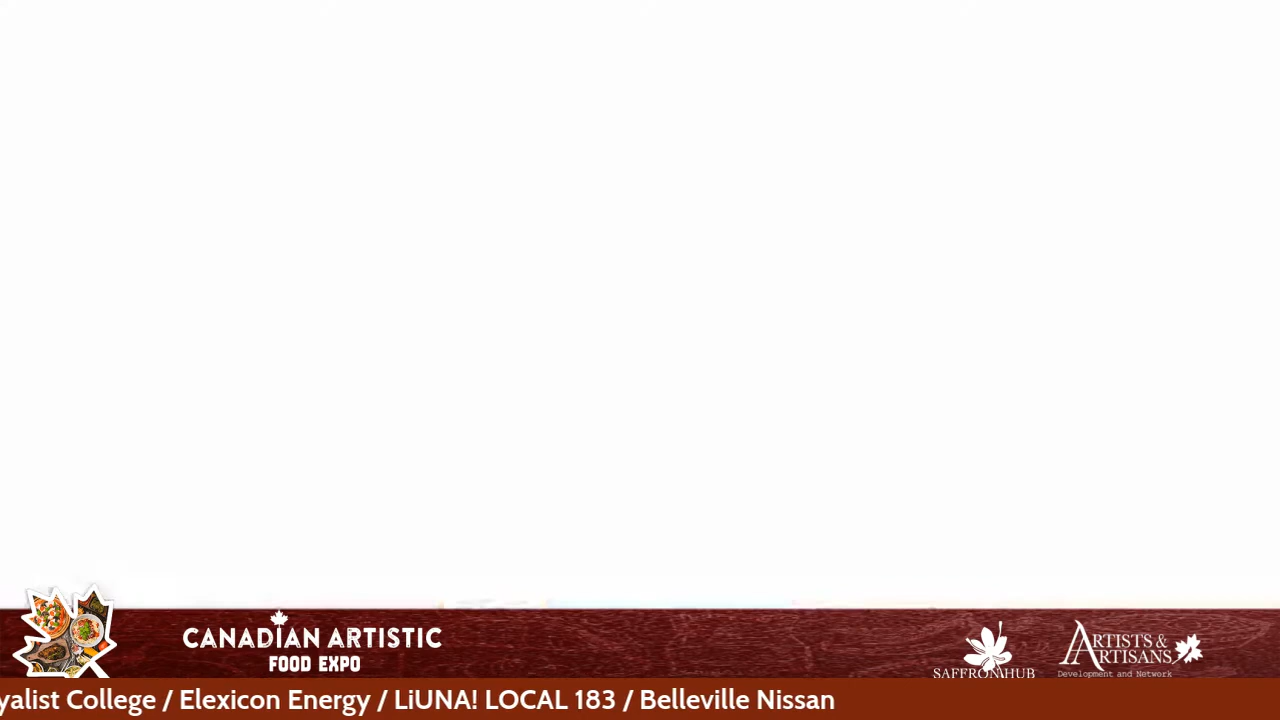 CANADIAN ARTISTIC
FOOD EXPO
SAFFRON HUB
ARTISTS &
ARTISANS
Development and Network
yalist College / Elexicon Energy / LiUNA! LOCAL 183 / Belleville Nissan